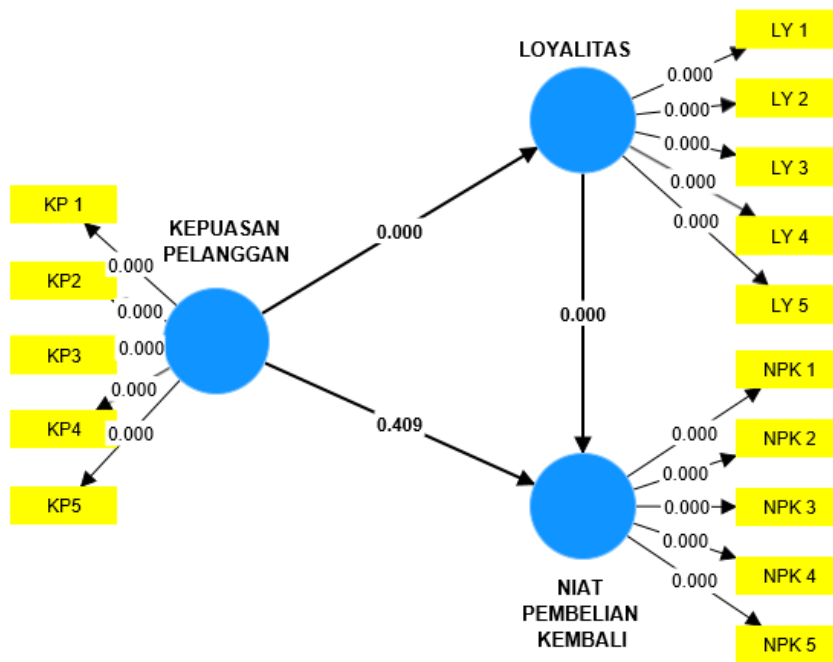 LOYALITAS
LY 1
0.000
LY 2
0.000
LY 3
0.000
LY 4
0.000
LY 5
0.000
KEPUASAN
PELANGGAN
KP 1
0.000
KP2
0.000
KP3
0.000
KP4
0.000
KP5
0.000
0.000
0.000
0.409
NPK 1
0.000
NPK 2
0.000
NPK 3
0.000
NPK 4
0.000
NPK 5
0.000
NIAT
PEMBELIAN
KEMBALI